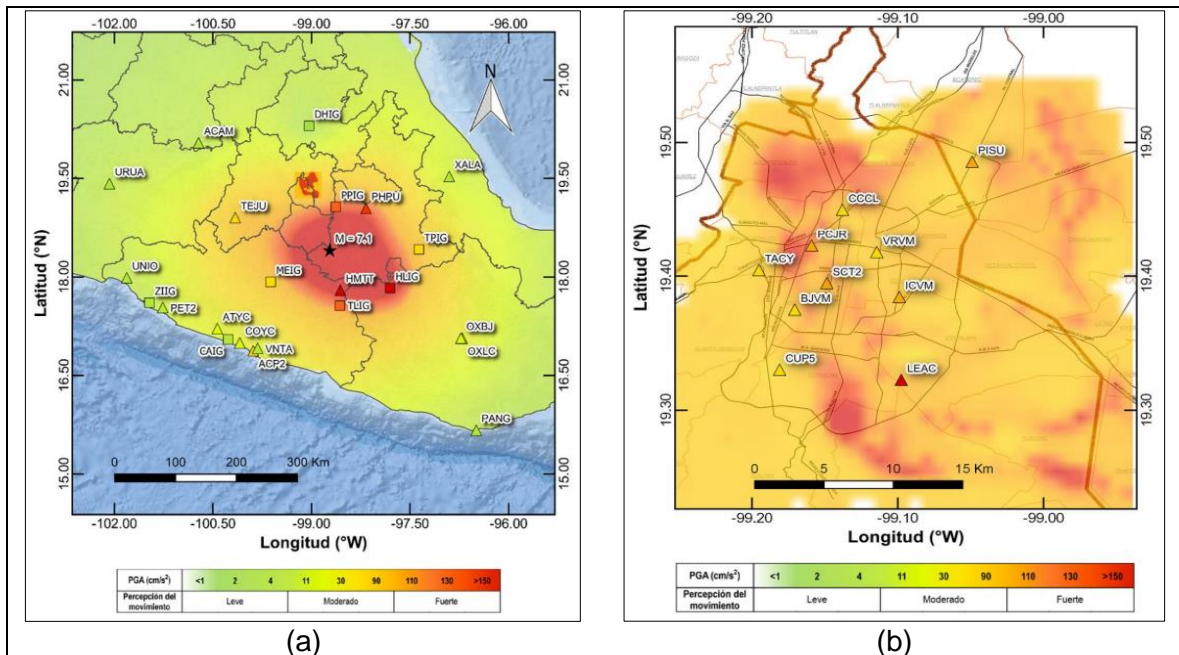 -102.00 -100.50 -99.00 -97.50 -96.00
21.00 21.00
N
DHIG
ACAM
URUA
XALA
19.50 19.50
PPIG PHPU
TEJU
M = 7.1
TPIG
18.00 18.00
UNIO
MEIG
HMTT HLIG
ZIIG
TLIG
PET2
ATYC
COYC
OXBJ
CAIG
VNTA
OXLC
ACP2
16.50 16.50
PANG
0 100 200 300 Km
15.00 15.00
-102.00 -100.50 -99.00 -97.50 -96.00
Latitud (°N)
Longitud (°W)
PGA (cm/s²) <1 2 4 11 30 90 110 130 >150
Percepción del movimiento Leve Moderado Fuerte
(a)
-99.20 -99.10 -99.00
19.50 19.50
PISU
CCCL
PCJR
VRVM
TACY
19.40 19.40
SCT2
ICVM
BJVM
CUP5
LEAC
19.30 19.30
0 5 10 15 Km
-99.20 -99.10 -99.00
Latitud (°N)
Longitud (°W)
PGA (cm/s²) <1 2 4 11 30 90 110 130 >150
Percepción del movimiento Leve Moderado Fuerte
(b)